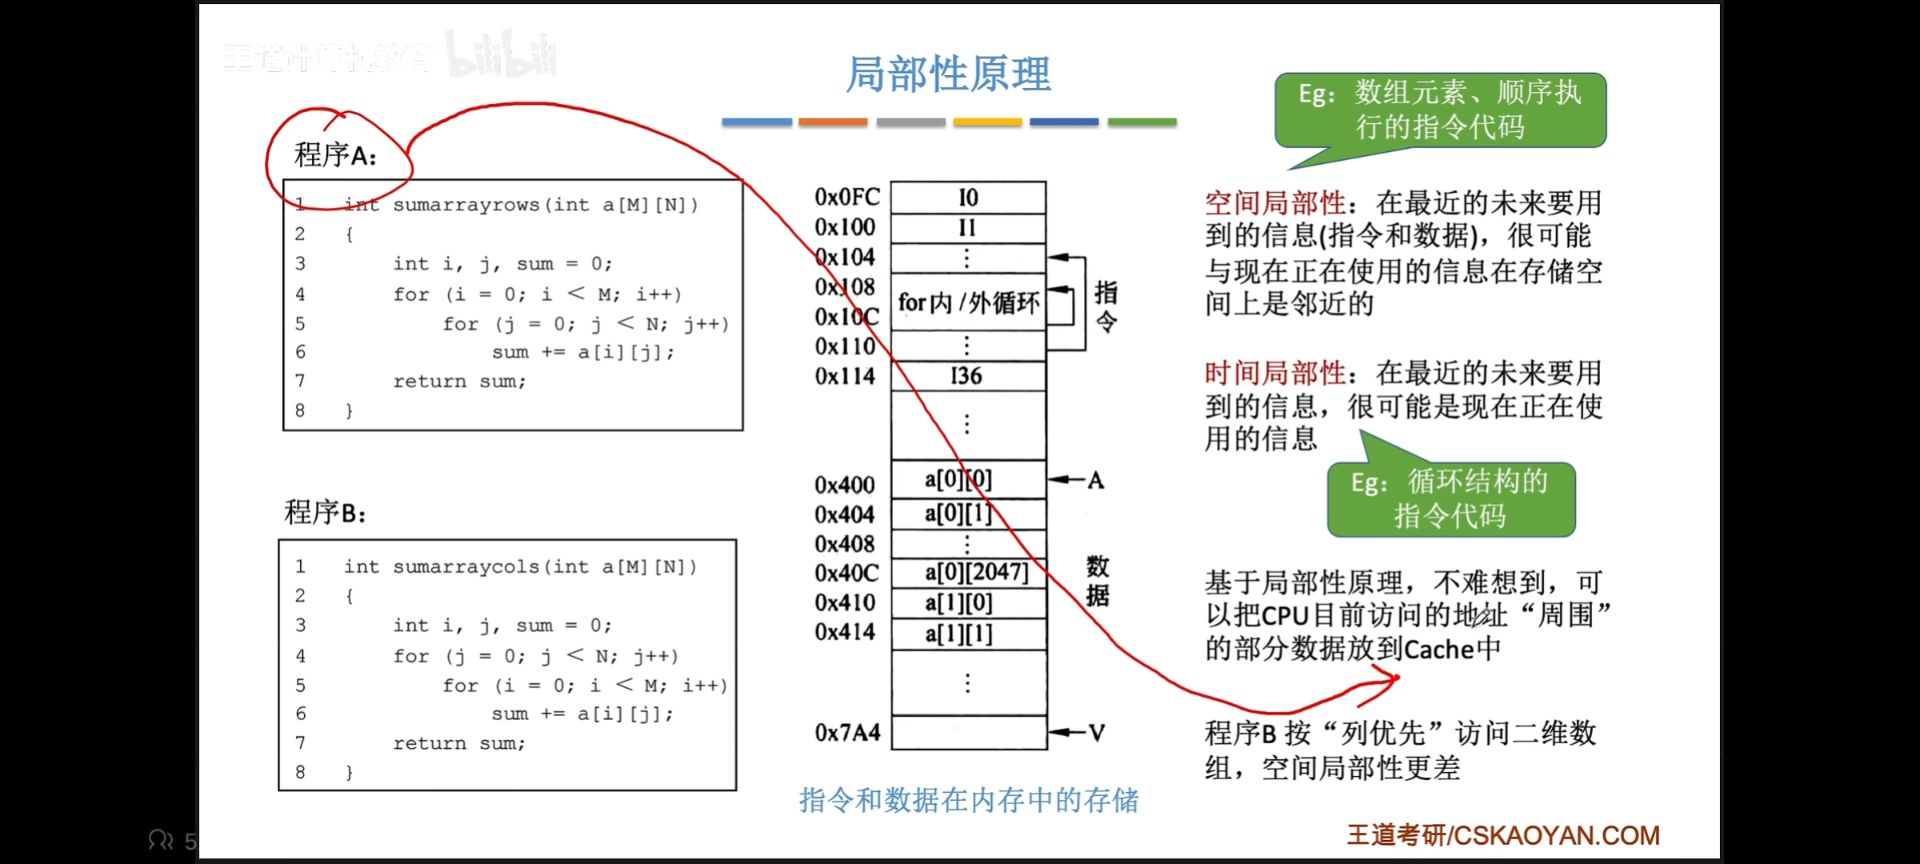 王道计算机教育 bilibili
局部性原理
Eg：数组元素、顺序执
行的指令代码
程序A：
1 int sumarrayrows(int a[M][N])
2 {
3 int i, j, sum = 0;
4 for (i = 0; i < M; i++)
5 for (j = 0; j < N; j++)
6 sum += a[i][j];
7 return sum;
8 }
程序B：
1 int sumarraycols(int a[M][N])
2 {
3 int i, j, sum = 0;
4 for (j = 0; j < N; j++)
5 for (i = 0; i < M; i++)
6 sum += a[i][j];
7 return sum;
8 }
0x0FC I0
0x100 I1
0x104 ⋮
0x108
for内/外循环
0x10C
0x110 ⋮
0x114 I36
⋮
指令
0x400 a[0][0] A
0x404 a[0][1]
0x408 ⋮
0x40C a[0][2047]
0x410 a[1][0]
0x414 a[1][1]
⋮
0x7A4 V
数据
指令和数据在内存中的存储
空间局部性：在最近的未来要用
到的信息(指令和数据)，很可能
与现在正在使用的信息在存储空
间上是邻近的
时间局部性：在最近的未来要用
到的信息，很可能是现在正在使
用的信息
Eg：循环结构的
指令代码
基于局部性原理，不难想到，可
以把CPU目前访问的地址“周围”
的部分数据放到Cache中
程序B 按“列优先”访问二维数
组，空间局部性更差
王道考研/CSKAOYAN.COM
5